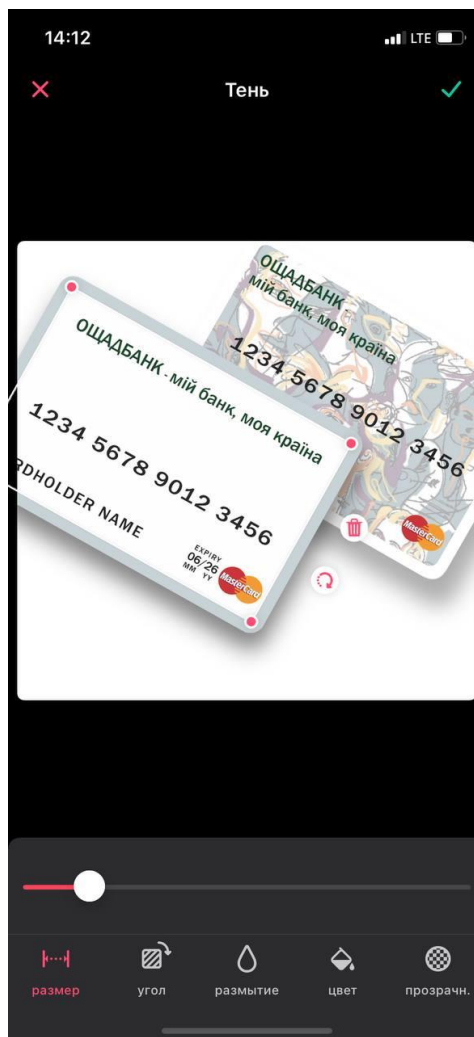 14:12
LTE
Тень
ОЩАДБАНК
мій банк, моя країна
1234 5678 9012 3456
MasterCard
ОЩАДБАНК - мій банк, моя країна
1234 5678 9012 3456
RDHOLDER NAME
EXPIRY
06/26
MM YY
MasterCard
размер
угол
размытие
цвет
прозрачн.